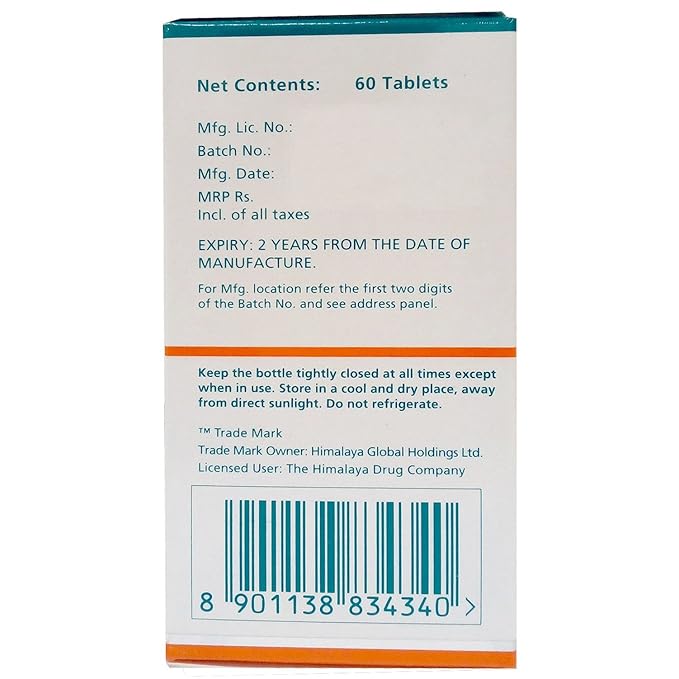 Net Contents: 60 Tablets
Mfg. Lic. No.:
Batch No.:
Mfg. Date:
MRP Rs.
Incl. of all taxes
EXPIRY: 2 YEARS FROM THE DATE OF
MANUFACTURE.
For Mfg. location refer the first two digits
of the Batch No. and see address panel.
Keep the bottle tightly closed at all times except
when in use. Store in a cool and dry place, away
from direct sunlight. Do not refrigerate.
™ Trade Mark
Trade Mark Owner: Himalaya Global Holdings Ltd.
Licensed User: The Himalaya Drug Company
8 901138 834340 >